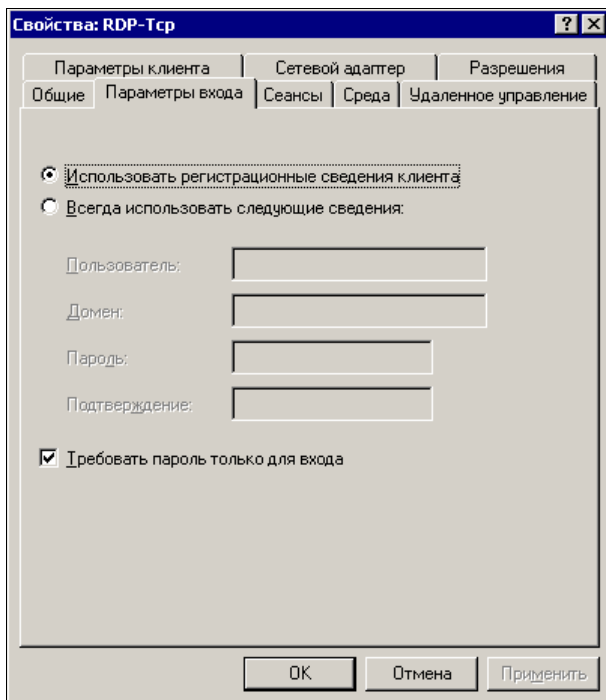 Свойства: RDP-Tcp
Параметры клиента Сетевой адаптер Разрешения
Общие Параметры входа Сеансы Среда Удаленное управление
Использовать регистрационные сведения клиента
Всегда использовать следующие сведения:
Пользователь:
Домен:
Пароль:
Подтверждение:
Требовать пароль только для входа
OK Отмена Применить